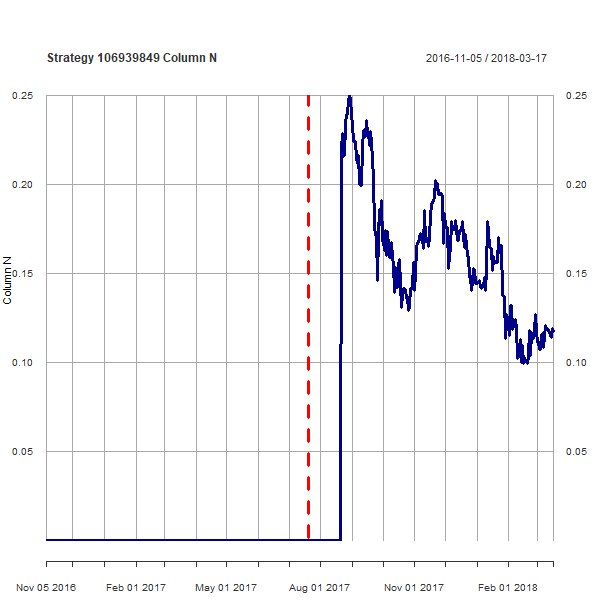 Strategy 106939849 Column N
2016-11-05 / 2018-03-17
0.25
0.25
0.20
0.20
0.15
0.15
Column N
0.10
0.10
0.05
0.05
Nov 05 2016
Feb 01 2017
May 01 2017
Aug 01 2017
Nov 01 2017
Feb 01 2018